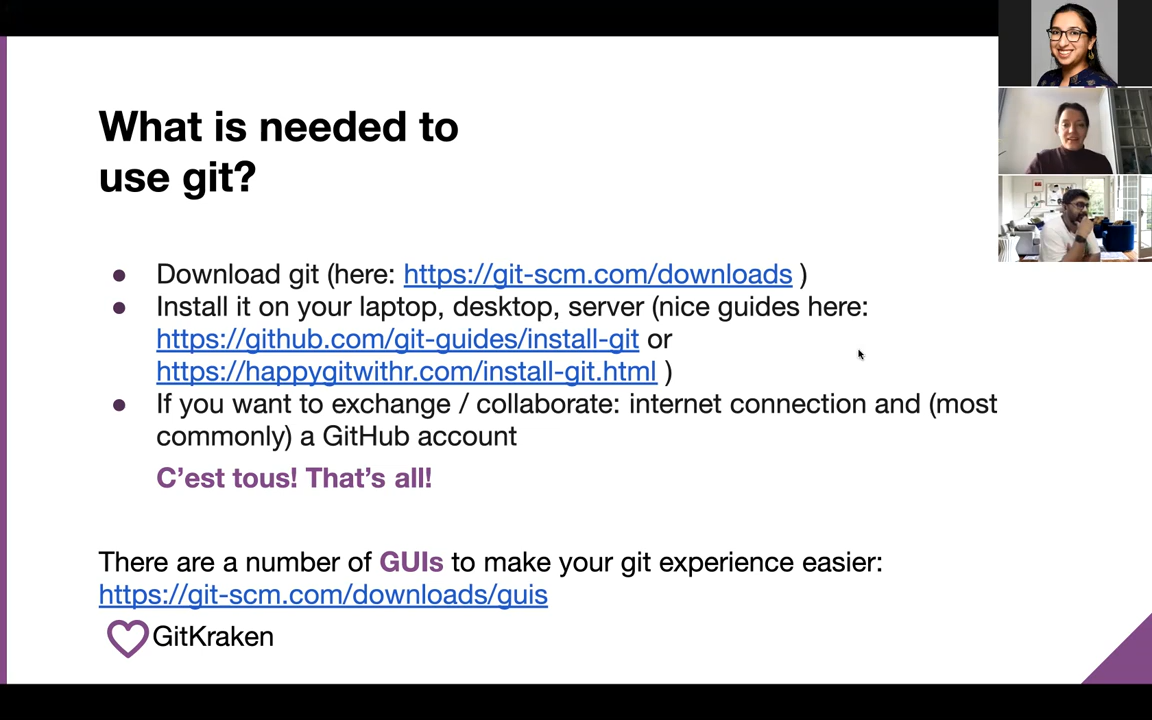 What is needed to
use git?
● Download git (here: https://git-scm.com/downloads )
● Install it on your laptop, desktop, server (nice guides here:
https://github.com/git-guides/install-git or
https://happygitwithr.com/install-git.html )
● If you want to exchange / collaborate: internet connection and (most
commonly) a GitHub account
C’est tous! That’s all!
There are a number of GUIs to make your git experience easier:
https://git-scm.com/downloads/guis
GitKraken